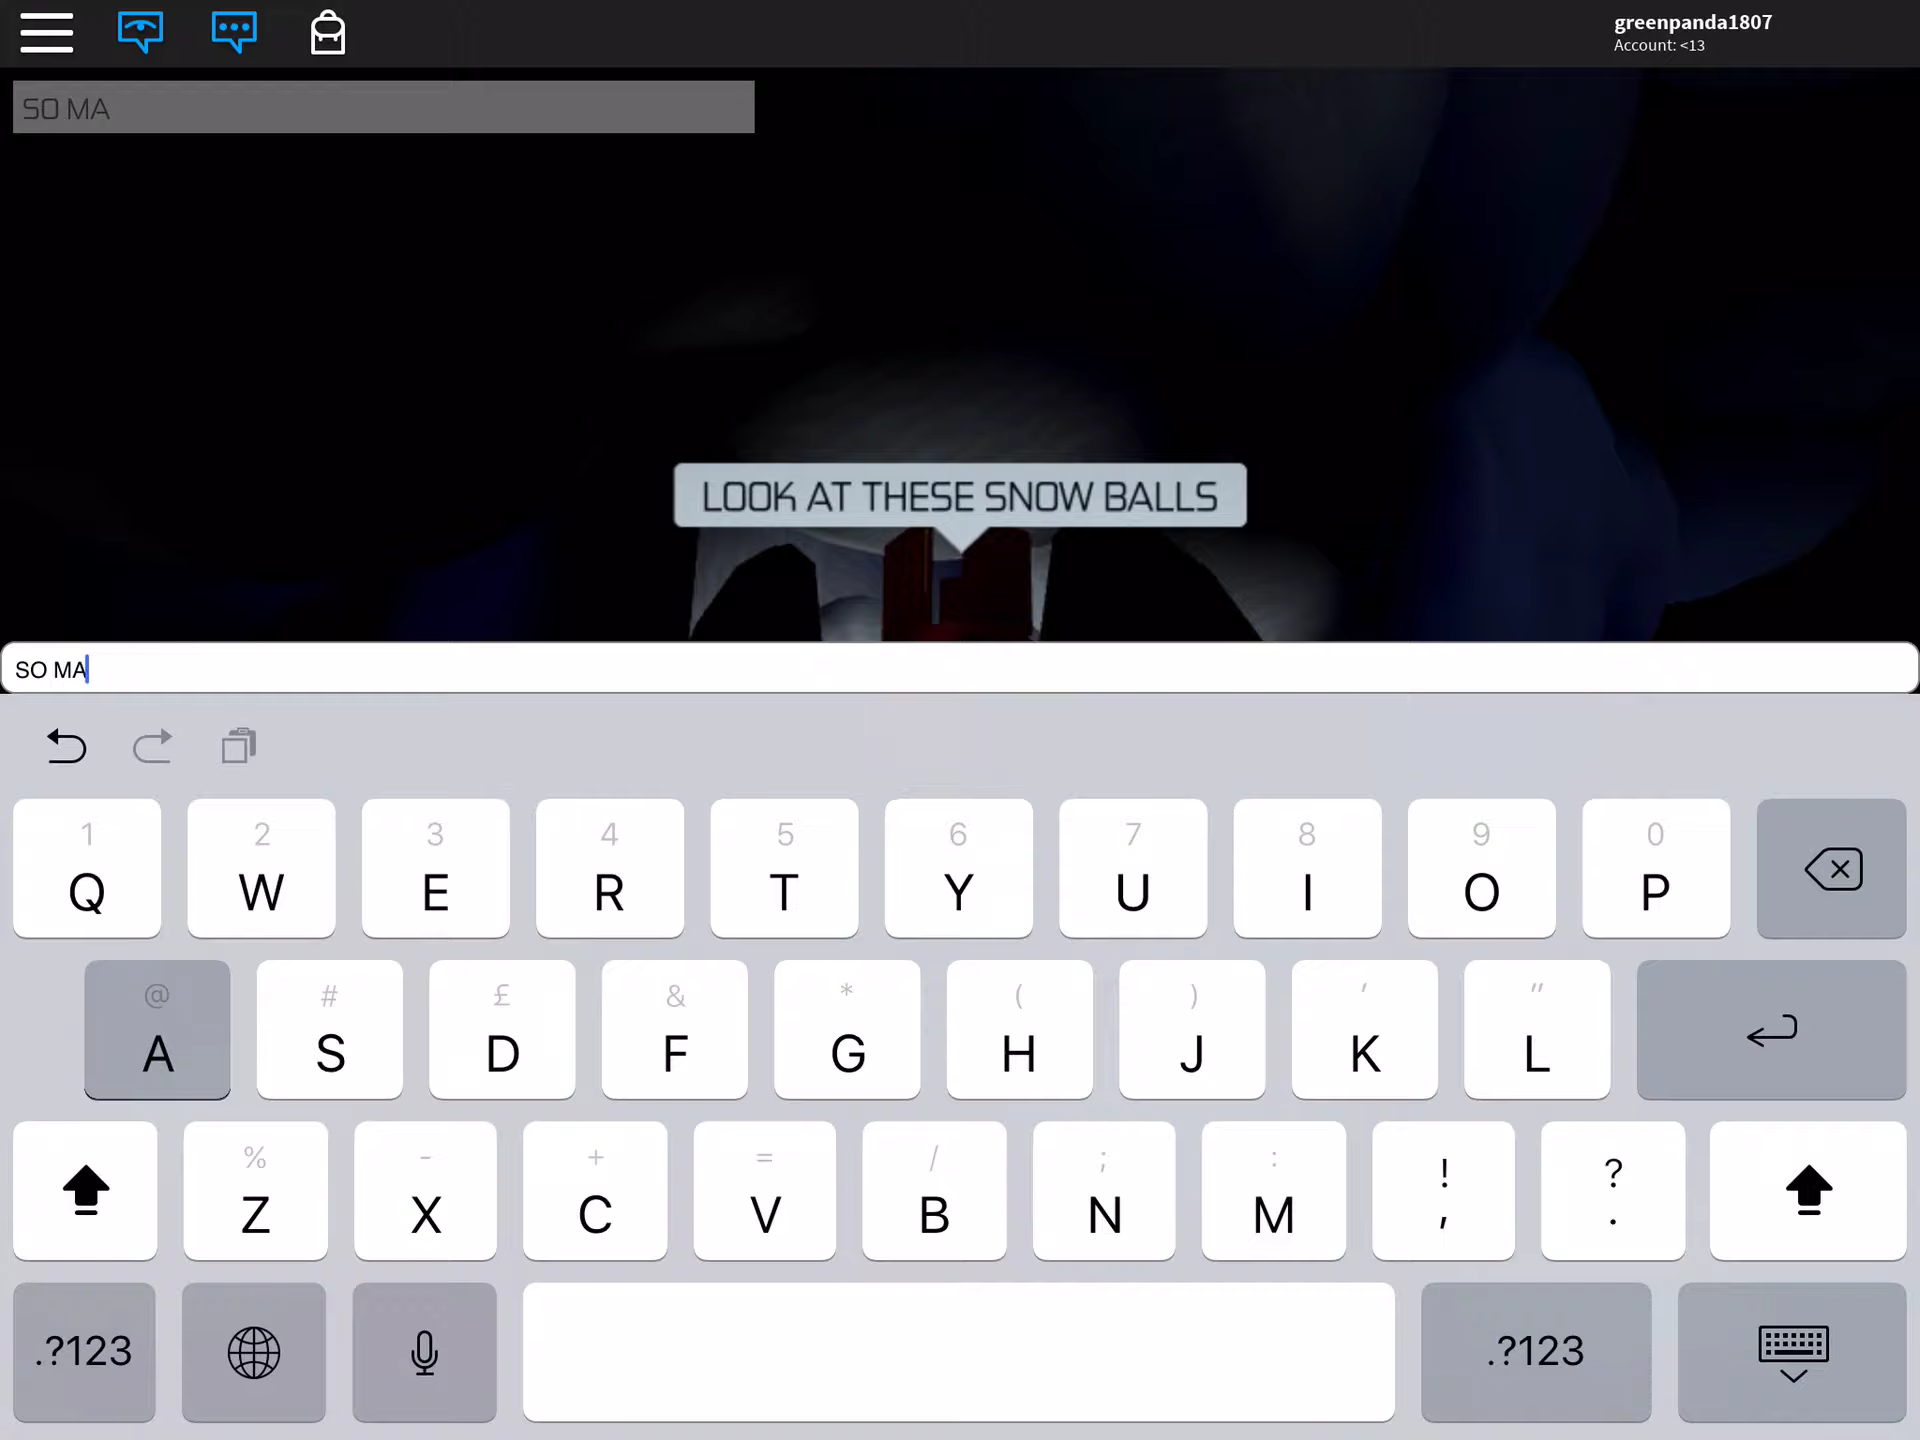 greenpanda1807
Account: <13
SO MA
LOOK AT THESE SNOW BALLS
SO MA
1 2 3 4 5 6 7 8 9 0
Q W E R T Y U I O P
@ # £ & * ( ) ' "
A S D F G H J K L
% - + = / ; : ! ?
Z X C V B N M , .
.?123 .?123